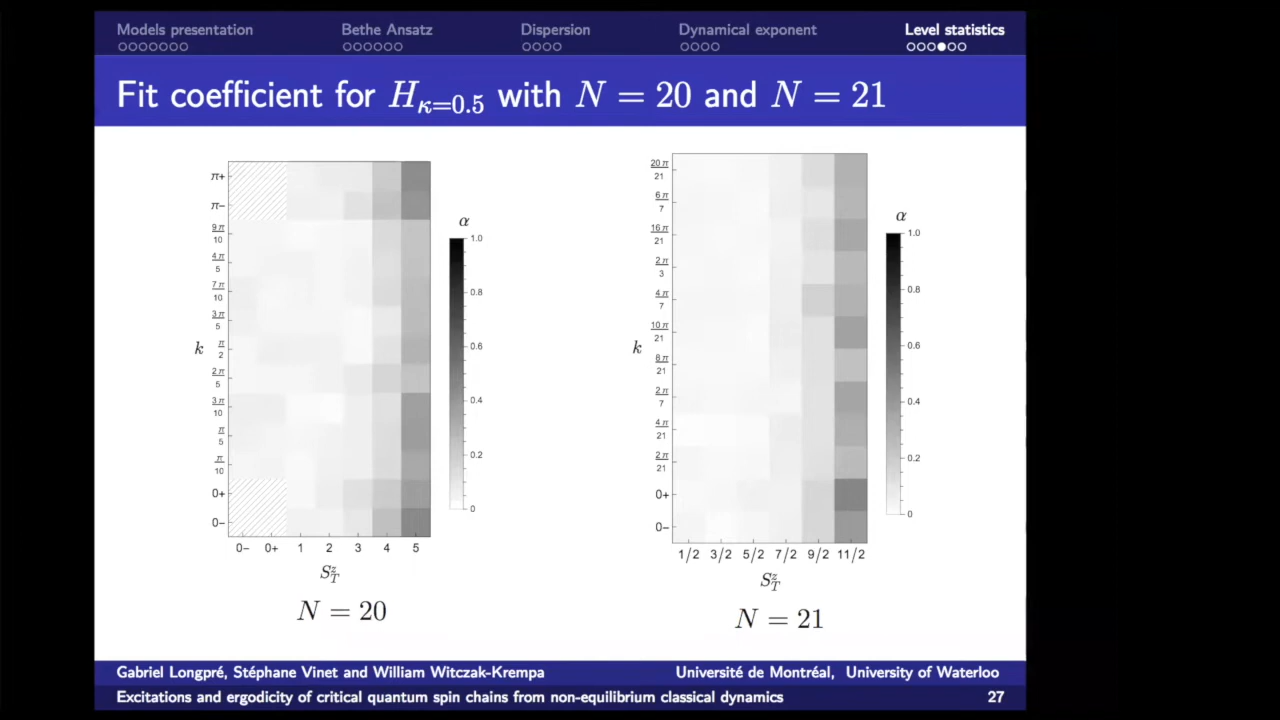 Models presentation Bethe Ansatz Dispersion Dynamical exponent Level statistics
Fit coefficient for H_{κ=0.5} with N = 20 and N = 21
π+
π−
9π/10
4π/5
7π/10
3π/5
k π/2
2π/5
3π/10
π/5
π/10
0+
0−
0− 0+ 1 2 3 4 5
S_T^z
N = 20
α
1.0
0.8
0.6
0.4
0.2
0
20π/21
6π/7
16π/21
2π/3
4π/7
10π/21
k
8π/21
2π/7
4π/21
2π/21
0+
0−
1/2 3/2 5/2 7/2 9/2 11/2
S_T^z
N = 21
α
1.0
0.8
0.6
0.4
0.2
0
Gabriel Longpré, Stéphane Vinet and William Witczak-Krempa Université de Montréal, University of Waterloo
Excitations and ergodicity of critical quantum spin chains from non-equilibrium classical dynamics 27